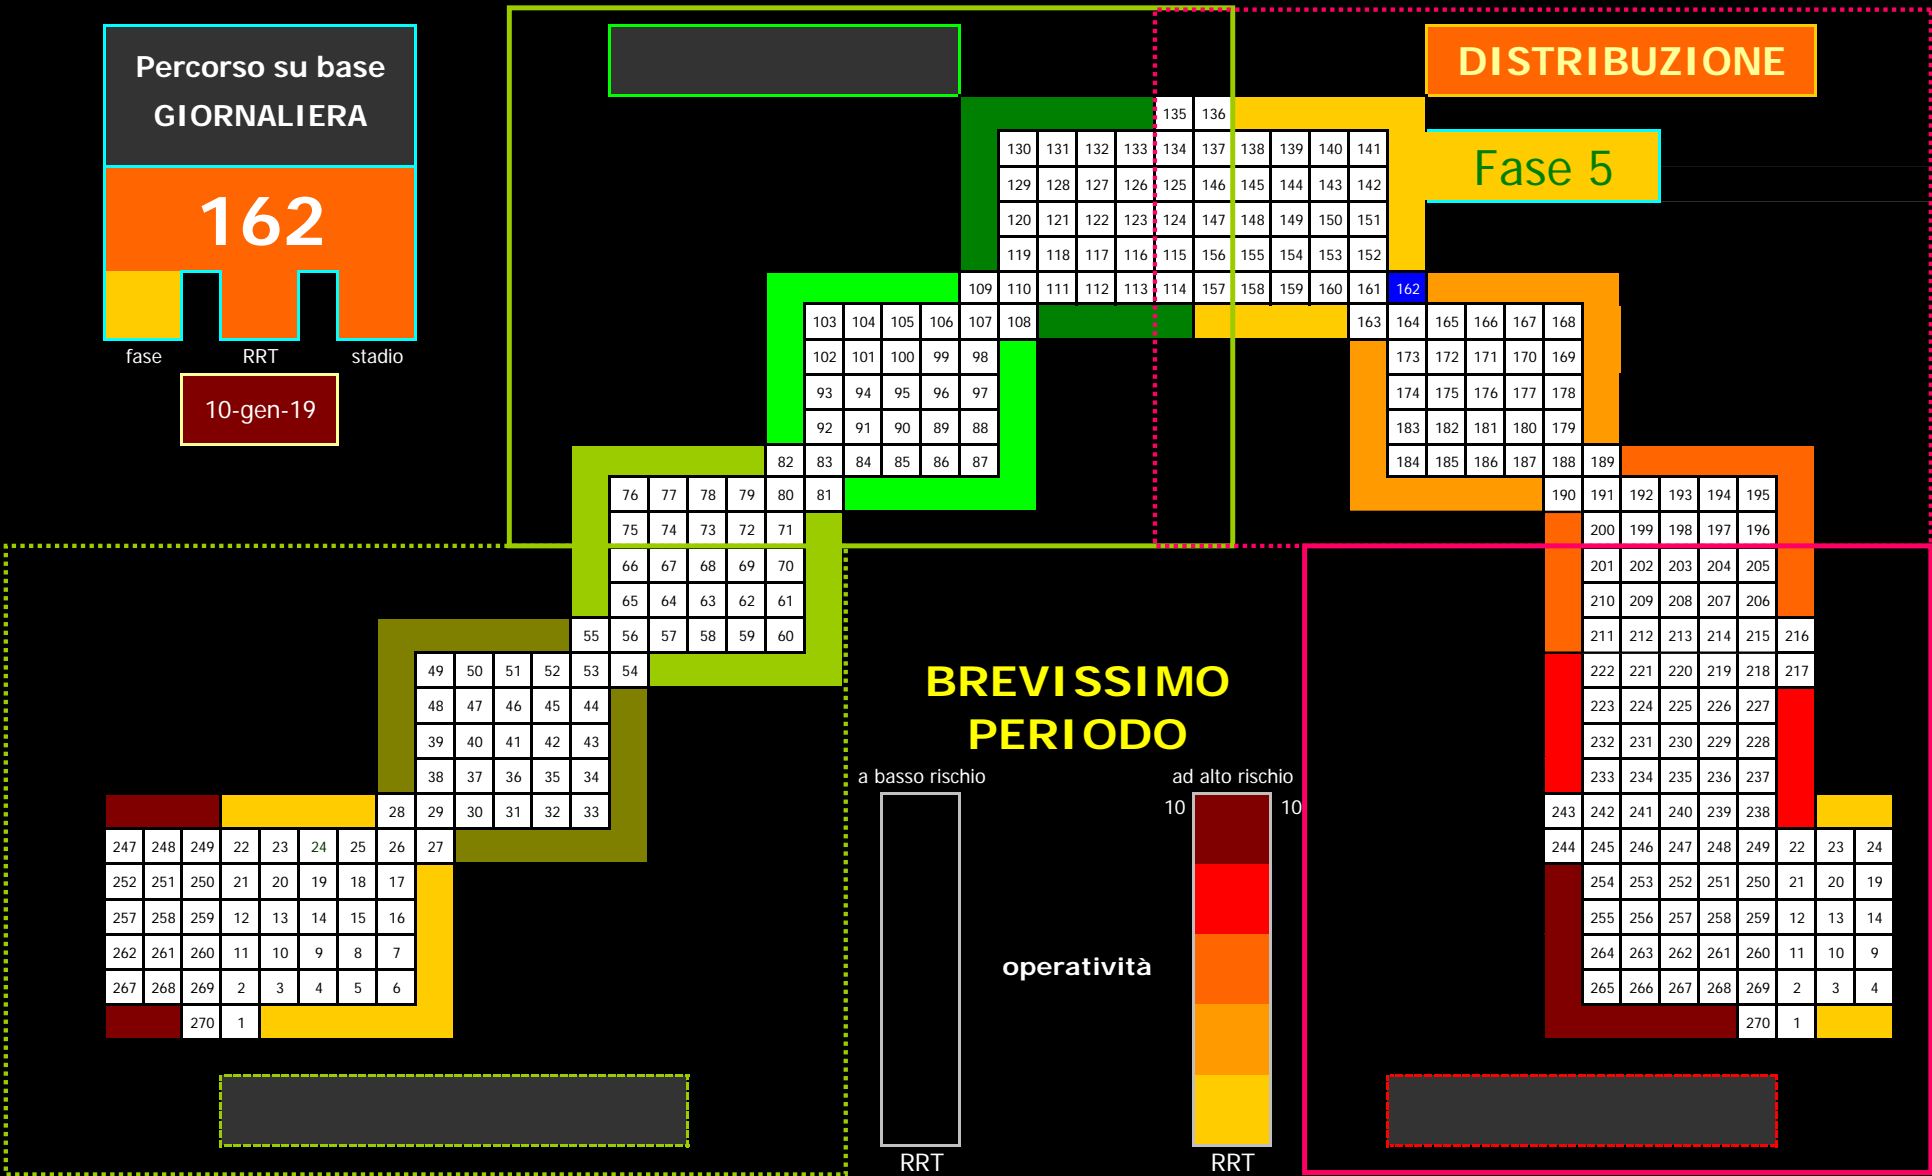 Percorso su base
GIORNALIERA
DISTRIBUZIONE
135 136
130 131 132 133 134 137 138 139 140 141
Fase 5
129 128 127 126 125 146 145 144 143 142
162
120 121 122 123 124 147 148 149 150 151
119 118 117 116 115 156 155 154 153 152
109 110 111 112 113 114 157 158 159 160 161 162
103 104 105 106 107 108 163 164 165 166 167 168
fase RRT stadio
102 101 100 99 98 173 172 171 170 169
93 94 95 96 97 174 175 176 177 178
10-gen-19
92 91 90 89 88 183 182 181 180 179
82 83 84 85 86 87 184 185 186 187 188 189
76 77 78 79 80 81 190 191 192 193 194 195
75 74 73 72 71 200 199 198 197 196
66 67 68 69 70 201 202 203 204 205
65 64 63 62 61 210 209 208 207 206
55 56 57 58 59 60 211 212 213 214 215 216
49 50 51 52 53 54 222 221 220 219 218 217
BREVISSIMO
48 47 46 45 44 223 224 225 226 227
PERIODO
39 40 41 42 43 232 231 230 229 228
38 37 36 35 34 233 234 235 236 237
a basso rischio ad alto rischio
10 10
28 29 30 31 32 33 243 242 241 240 239 238
247 248 249 22 23 24 25 26 27 244 245 246 247 248 249 22 23 24
252 251 250 21 20 19 18 17 254 253 252 251 250 21 20 19
257 258 259 12 13 14 15 16 255 256 257 258 259 12 13 14
262 261 260 11 10 9 8 7 264 263 262 261 260 11 10 9
operatività
267 268 269 2 3 4 5 6 265 266 267 268 269 2 3 4
270 1 270 1
RRT RRT